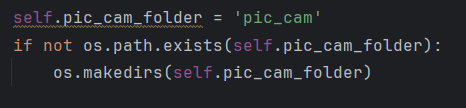 self.pic_cam_folder = 'pic_cam'
if not os.path.exists(self.pic_cam_folder):
    os.makedirs(self.pic_cam_folder)